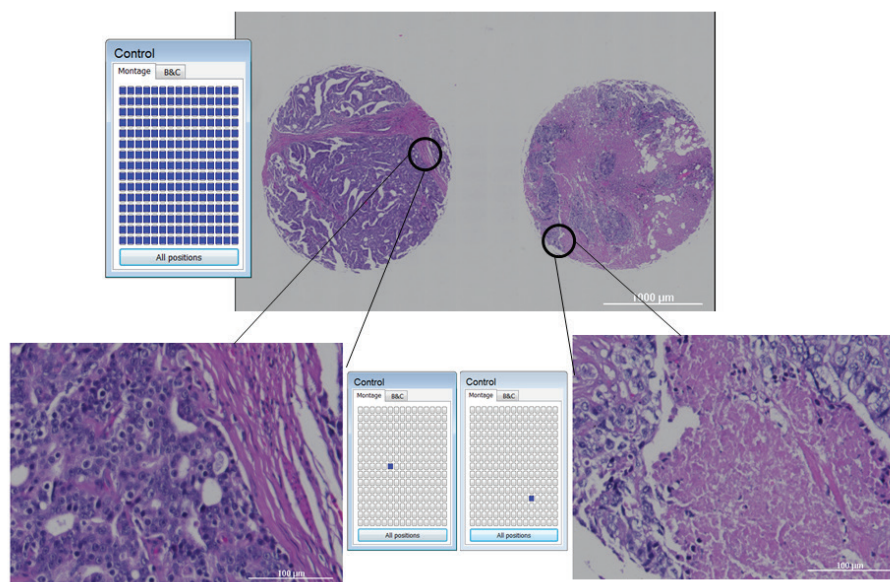 Control
Montage B&C
All positions
1000 µm
Control
Montage B&C
All positions
Control
Montage B&C
All positions
100 µm
100 µm